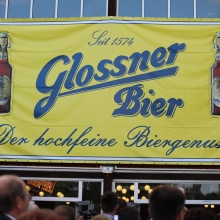 Seit 1574
Glossner
Bier
Der hochfeine Biergenuss